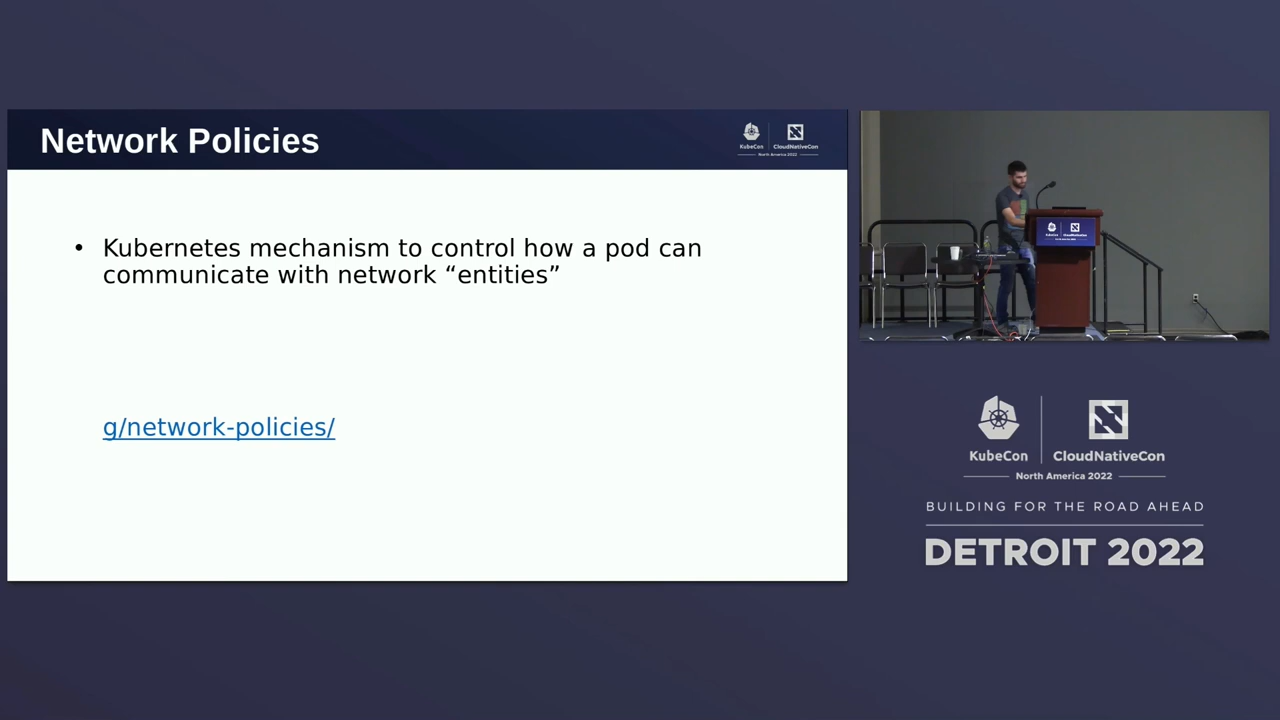 Network Policies
KubeCon CloudNativeCon
North America 2022
• Kubernetes mechanism to control how a pod can
communicate with network “entities”
g/network-policies/
KubeCon CloudNativeCon
North America 2022
BUILDING FOR THE ROAD AHEAD
DETROIT 2022